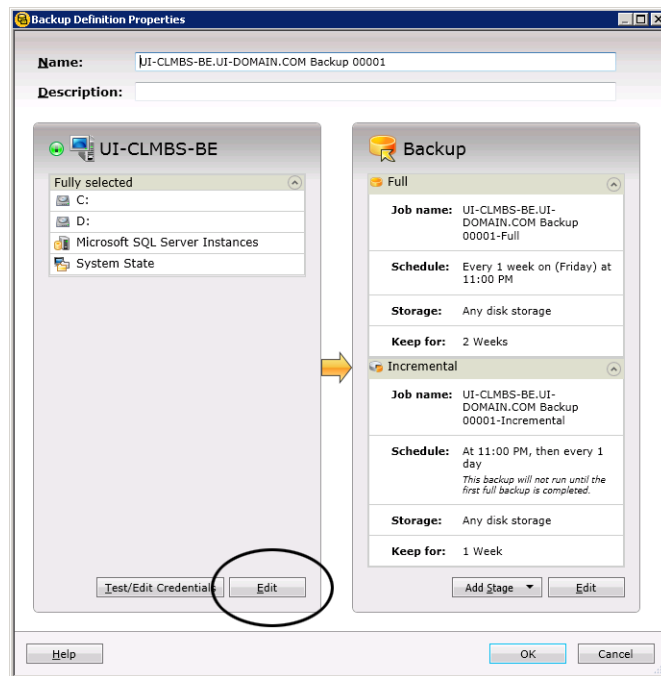 Backup Definition Properties
Name: UI-CLMBS-BE.UI-DOMAIN.COM Backup 00001
Description:
UI-CLMBS-BE
Fully selected
C:
D:
Microsoft SQL Server Instances
System State
Test/Edit Credentials
Edit
Backup
Full
Job name: UI-CLMBS-BE.UI-
DOMAIN.COM Backup
00001-Full
Schedule: Every 1 week on (Friday) at
11:00 PM
Storage: Any disk storage
Keep for: 2 Weeks
Incremental
Job name: UI-CLMBS-BE.UI-
DOMAIN.COM Backup
00001-Incremental
Schedule: At 11:00 PM, then every 1
day
This backup will not run until the
first full backup is completed.
Storage: Any disk storage
Keep for: 1 Week
Add Stage
Edit
Help
OK
Cancel